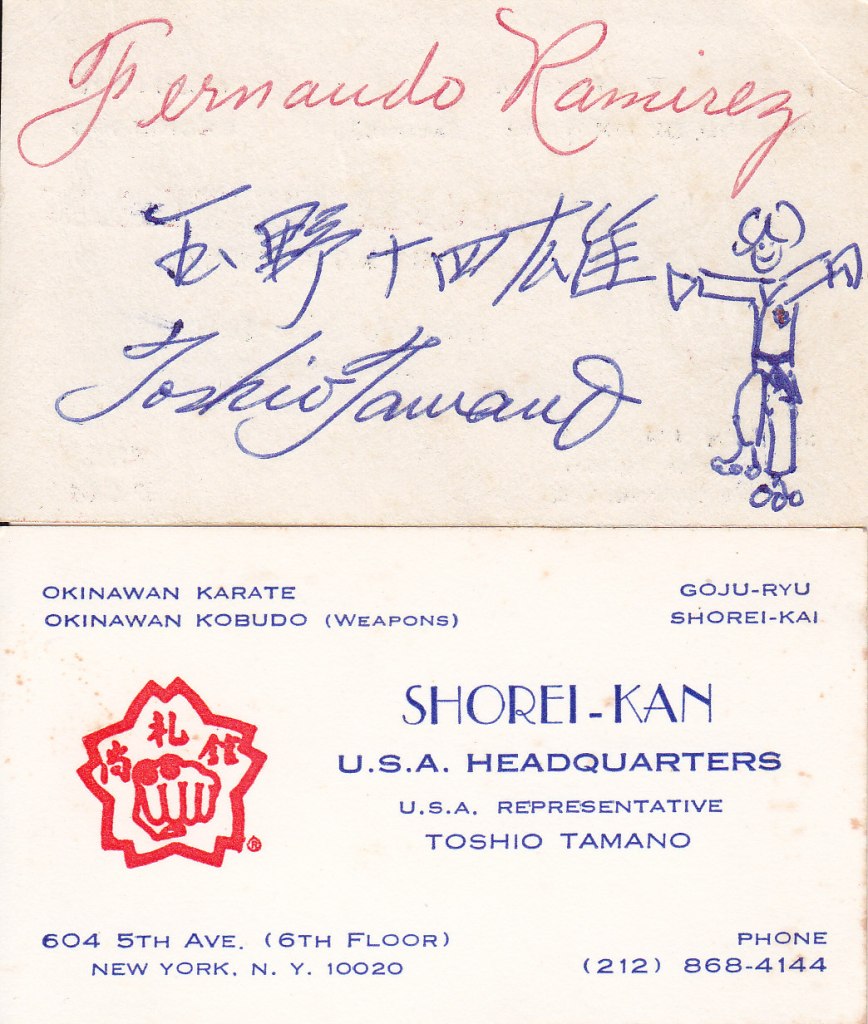 Fernando Ramirez
玉野十四雄
Toshio Tamano
OKINAWAN KARATE
OKINAWAN KOBUDO (WEAPONS)
GOJU-RYU
SHOREI-KAI
尚礼館
®
SHOREI-KAN
U.S.A. HEADQUARTERS
U.S.A. REPRESENTATIVE
TOSHIO TAMANO
604 5TH AVE. (6TH FLOOR)
NEW YORK, N. Y. 10020
PHONE
(212) 868-4144